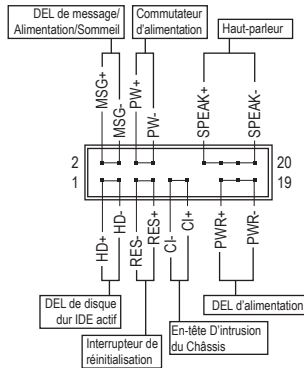 DEL de message/
Alimentation/Sommeil
Commutateur
d'alimentation
Haut-parleur
MSG+
MSG-
PW+
PW-
SPEAK+
SPEAK-
2
20
1
19
HD+
HD-
RES-
RES+
CI-
CI+
PWR+
PWR-
DEL de disque
dur IDE actif
Interrupteur de
réinitialisation
En-tête D'intrusion
du Châssis
DEL d'alimentation